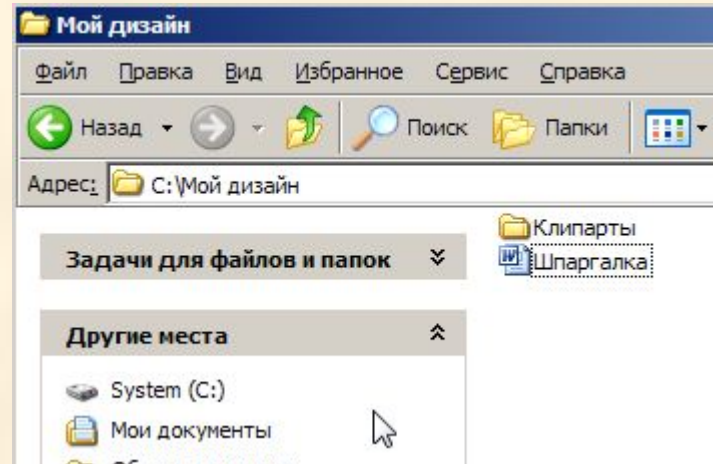 Мой дизайн
Файл Правка Вид Избранное Сервис Справка
Назад Поиск Папки
Адрес: C:\Мой дизайн
Клипарты
Шпаргалка
Задачи для файлов и папок
Другие места
System (C:)
Мои документы